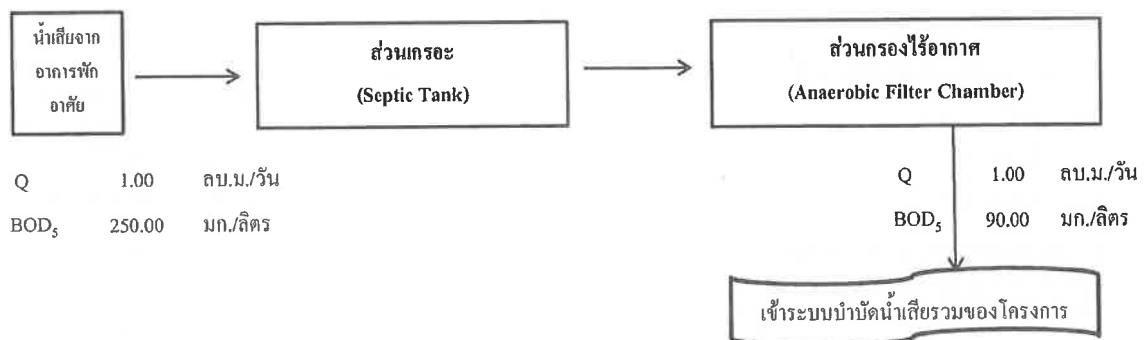 น้ำเสียจาก
อาการพัก
อาศัย
ส่วนเกรอะ
(Septic Tank)
ส่วนกรองไร้อากาศ
(Anaerobic Filter Chamber)
Q 1.00 ลบ.ม./วัน
BOD5 250.00 มก./ลิตร
Q 1.00 ลบ.ม./วัน
BOD5 90.00 มก./ลิตร
เข้าระบบบำบัดน้ำเสียรวมของโครงการ